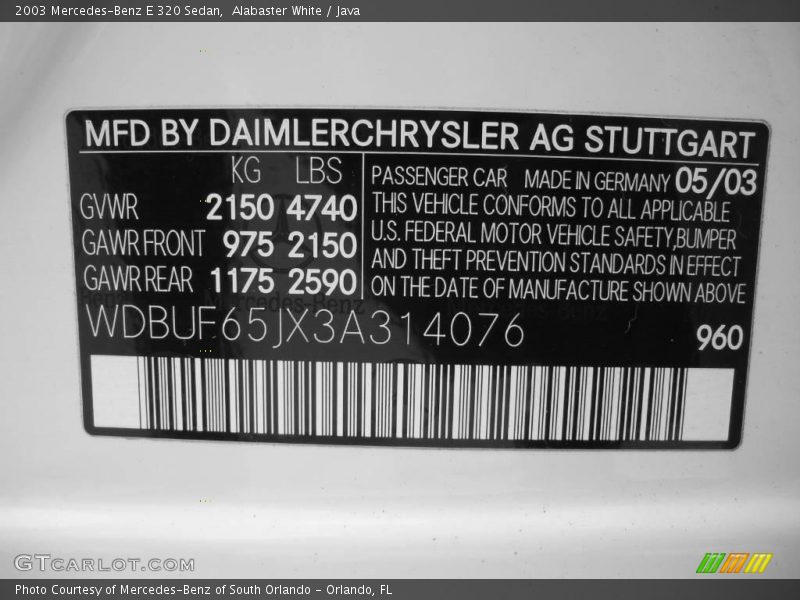 2003 Mercedes-Benz E 320 Sedan,  Alabaster White / Java
MFD BY DAIMLERCHRYSLER AG STUTTGART
KG LBS
GVWR 2150 4740
GAWR FRONT 975 2150
GAWR REAR 1175 2590
PASSENGER CAR MADE IN GERMANY 05/03
THIS VEHICLE CONFORMS TO ALL APPLICABLE
U.S. FEDERAL MOTOR VEHICLE SAFETY,BUMPER
AND THEFT PREVENTION STANDARDS IN EFFECT
ON THE DATE OF MANUFACTURE SHOWN ABOVE
WDBUF65JX3A314076
960
GTCARLOT.COM
Photo Courtesy of Mercedes-Benz of South Orlando - Orlando, FL